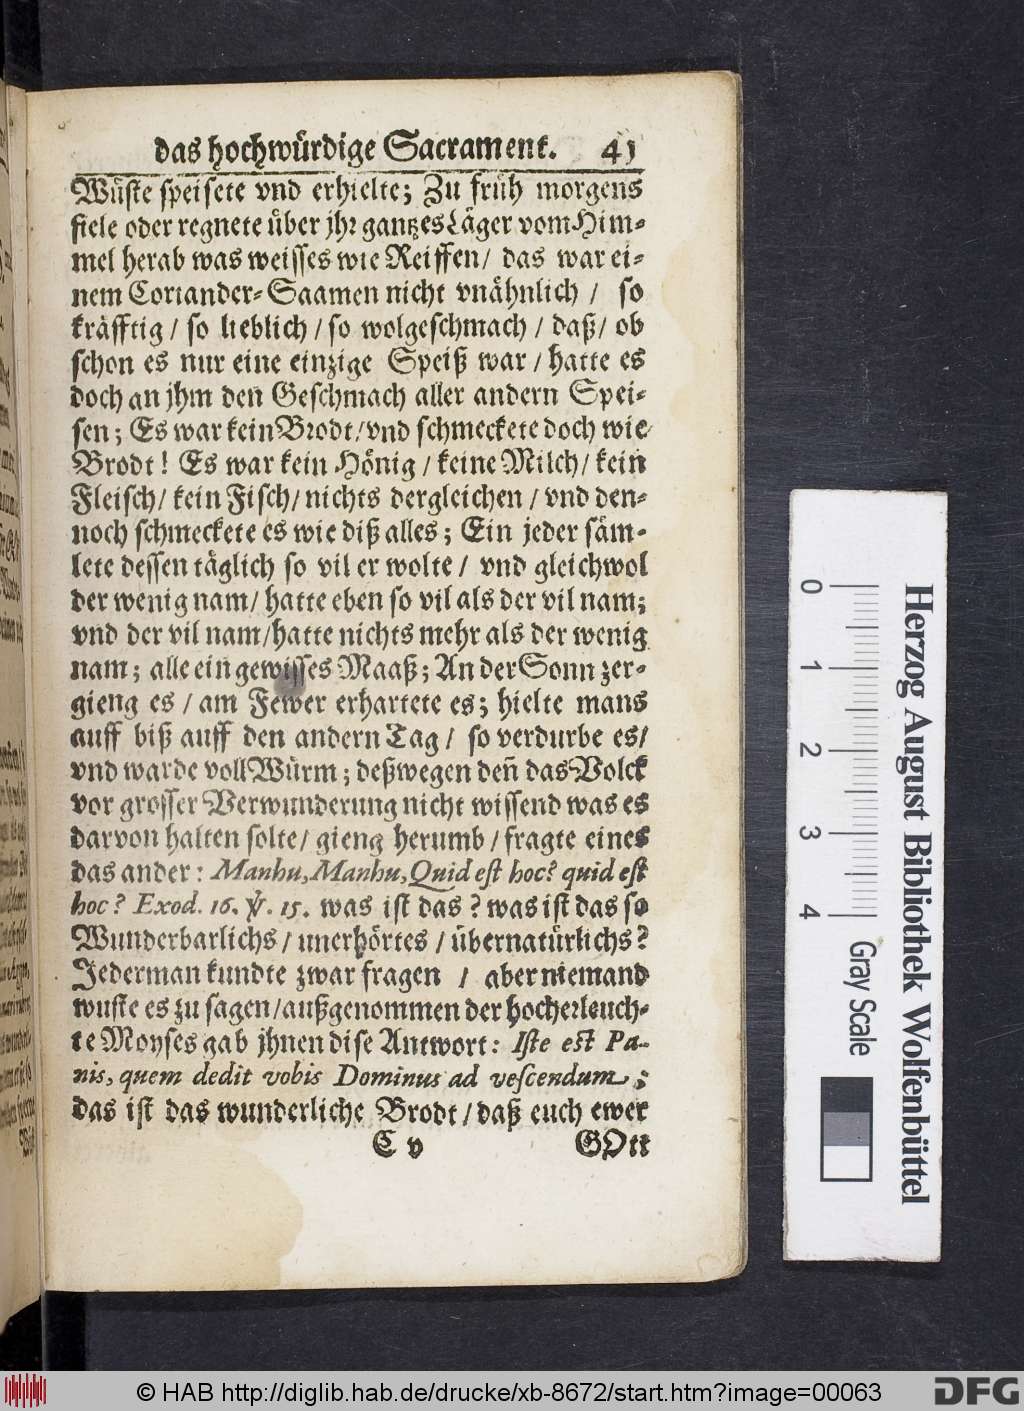 das hochwürdige Sacrament. 41
Wüste speisete vnd erhielte; Zu früh morgens
fiele oder regnete über jhr gantzes Läger vom Him-
mel herab was weisses wie Reiffen / das war ei-
nem Coriander-Saamen nicht vnähnlich / so
kräfftig / so lieblich / so wolgeschmach / daß / ob
schon es nur eine einzige Speiß war / hatte es
doch an jhm den Geschmach aller andern Spei-
sen; Es war kein Brodt / vnd schmeckete doch wie
Brodt! Es war kein Hönig / keine Milch / kein
Fleisch / kein Fisch / nichts dergleichen / vnd den-
noch schmeckete es wie diß alles; Ein jeder säm-
lete dessen täglich so vil er wolte / vnd gleichwol
der wenig nam / hatte eben so vil als der vil nam;
vnd der vil nam / hatte nichts mehr als der wenig
nam; alle ein gewisses Maaß; An der Sonn zer-
gieng es / am Fewer erhartete es; hielte mans
auff biß auff den andern Tag / so verdurbe es /
vnd warde voll Würm; deßwegen deñ das Volck
vor grosser Verwunderung nicht wissend was es
darvon halten solte / gieng herumb / fragte eines
das ander: Manhu, Manhu, Quid est hoc? quid est
hoc? Exod. 16. ℣. 15. was ist das? was ist das so
Wunderbarlichs / unerhörtes / übernatürlichs?
Jederman kundte zwar fragen / aber niemand
wuste es zu sagen / außgenommen der hocherleuch-
te Moyses gab jhnen dise Antwort: Iste est Pa-
nis, quem dedit vobis Dominus ad vescendum;
das ist das wunderliche Brodt / daß euch ewer
C v GOtt
0 1 2 3 4
Herzog August Bibliothek Wolfenbüttel
Gray Scale
© HAB http://diglib.hab.de/drucke/xb-8672/start.htm?image=00063
DFG